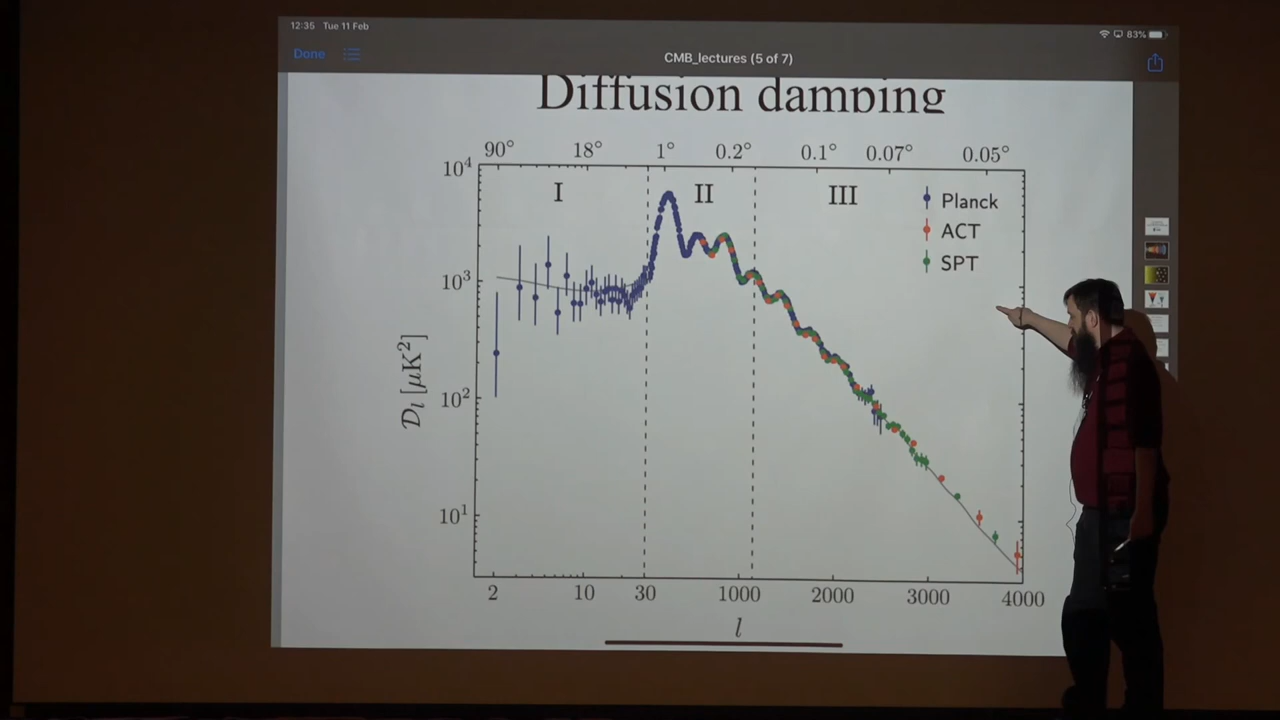 12:35 Tue 11 Feb
83%
Done
CMB_lectures (5 of 7)
Diffusion damping
90° 18° 1° 0.2° 0.1° 0.07° 0.05°
I II III
Planck
ACT
SPT
10⁴
10³
10²
10¹
𝒟ₗ [μK²]
2 10 30 1000 2000 3000 4000
l